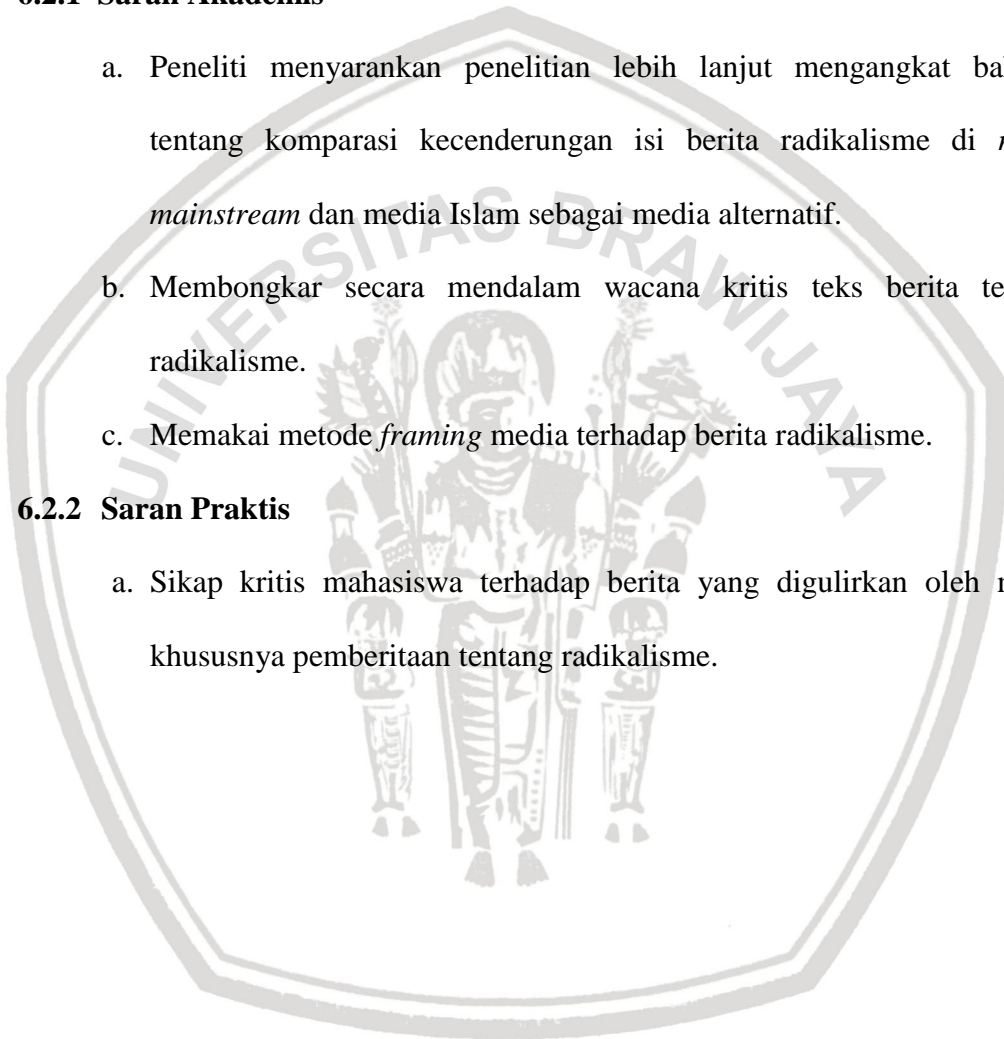 6.2.1 Saran Akademis
a. Peneliti menyarankan penelitian lebih lanjut mengangkat
tentang komparasi kecenderungan isi berita radikalisme di
mainstream dan media Islam sebagai media alternatif.
b. Membongkar secara mendalam wacana kritis teks berita
radikalisme.
c. Memakai metode framing media terhadap berita radikalisme.
6.2.2 Saran Praktis
a. Sikap kritis mahasiswa terhadap berita yang digulirkan oleh
khususnya pemberitaan tentang radikalisme.
UNIVERSITAS BRAWIJAYA